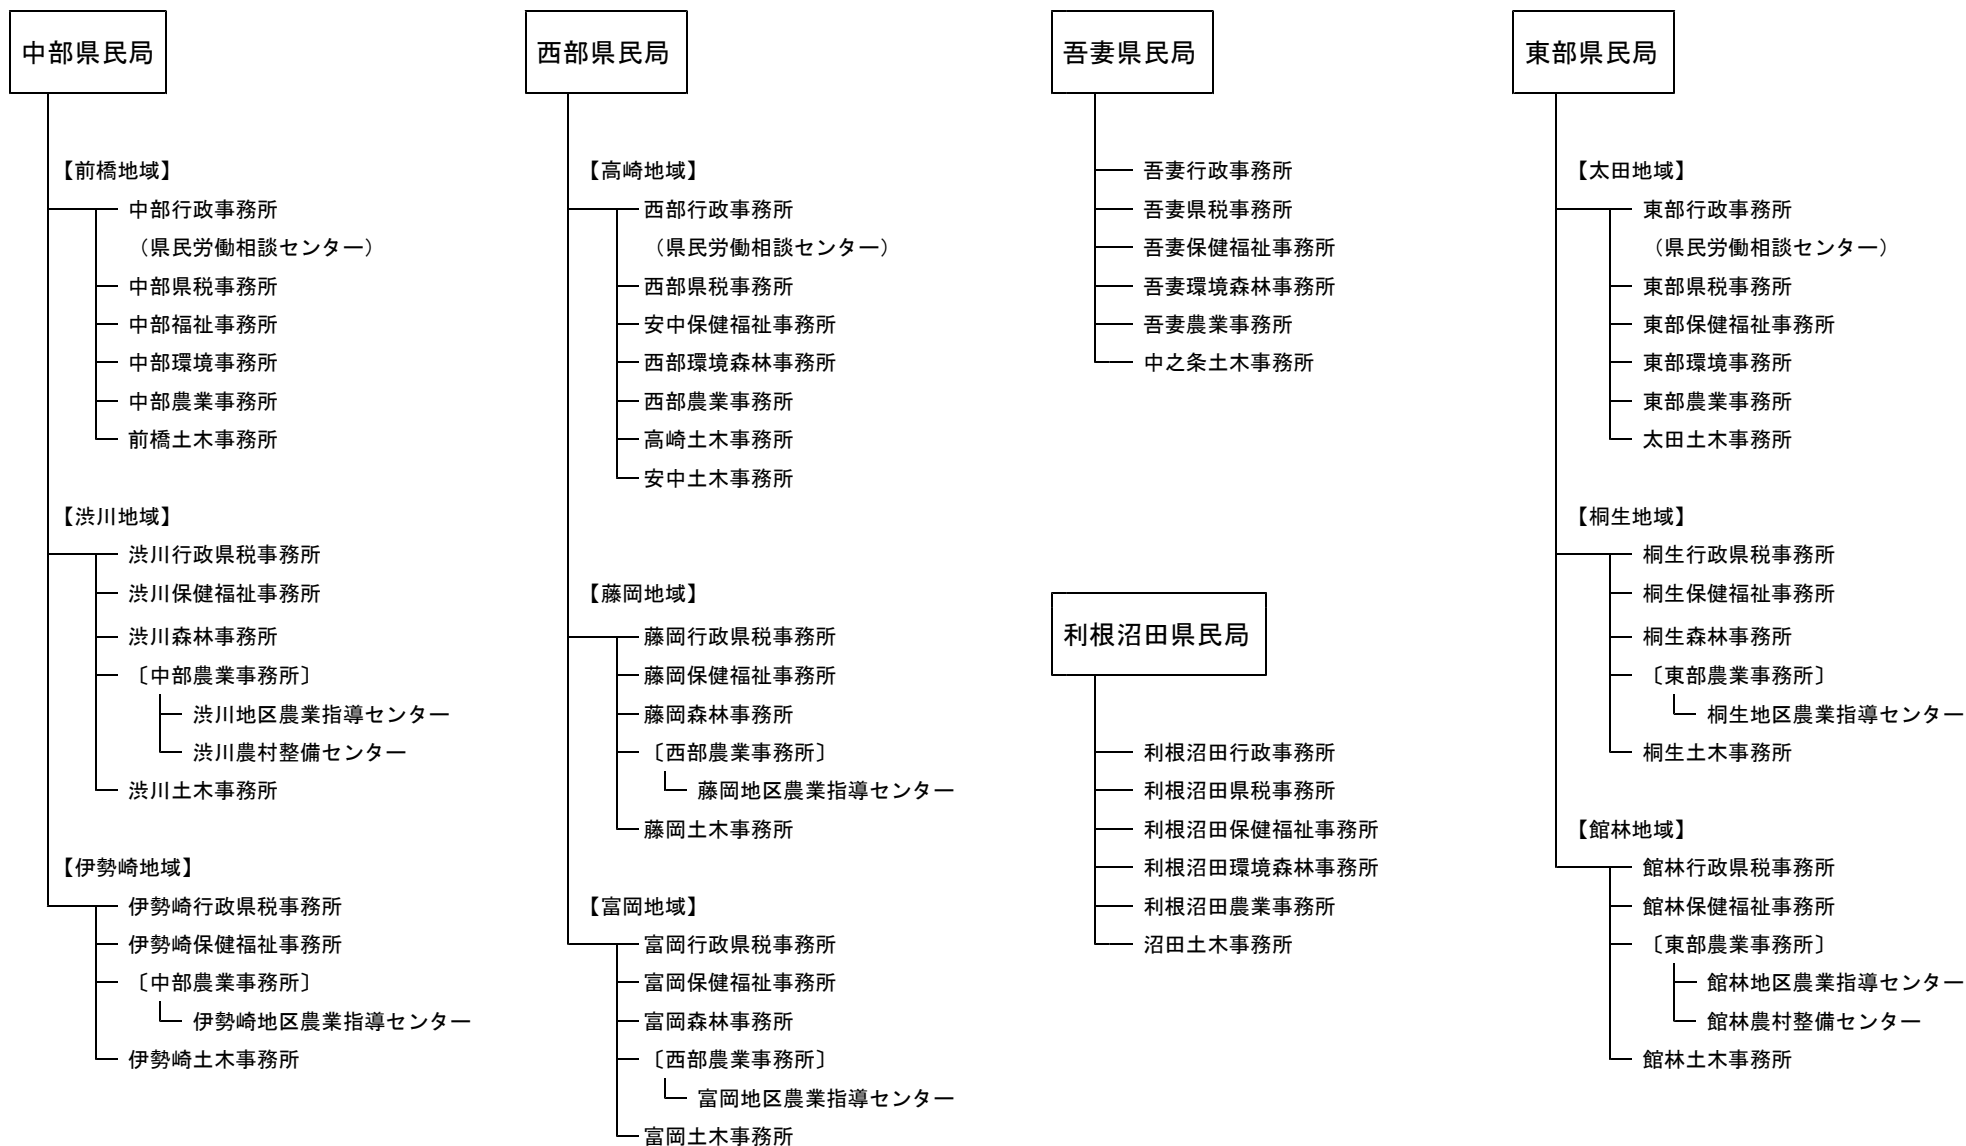 中部県民局
【前橋地域】
中部行政事務所
（県民労働相談センター）
中部県税事務所
中部福祉事務所
中部環境事務所
中部農業事務所
前橋土木事務所
【渋川地域】
渋川行政県税事務所
渋川保健福祉事務所
渋川森林事務所
〔中部農業事務所〕
渋川地区農業指導センター
渋川農村整備センター
渋川土木事務所
【伊勢崎地域】
伊勢崎行政県税事務所
伊勢崎保健福祉事務所
〔中部農業事務所〕
伊勢崎地区農業指導センター
伊勢崎土木事務所
西部県民局
【高崎地域】
西部行政事務所
（県民労働相談センター）
西部県税事務所
安中保健福祉事務所
西部環境森林事務所
西部農業事務所
高崎土木事務所
安中土木事務所
【藤岡地域】
藤岡行政県税事務所
藤岡保健福祉事務所
藤岡森林事務所
〔西部農業事務所〕
藤岡地区農業指導センター
藤岡土木事務所
【富岡地域】
富岡行政県税事務所
富岡保健福祉事務所
富岡森林事務所
〔西部農業事務所〕
富岡地区農業指導センター
富岡土木事務所
吾妻県民局
吾妻行政事務所
吾妻県税事務所
吾妻保健福祉事務所
吾妻環境森林事務所
吾妻農業事務所
中之条土木事務所
利根沼田県民局
利根沼田行政事務所
利根沼田県税事務所
利根沼田保健福祉事務所
利根沼田環境森林事務所
利根沼田農業事務所
沼田土木事務所
東部県民局
【太田地域】
東部行政事務所
（県民労働相談センター）
東部県税事務所
東部保健福祉事務所
東部環境事務所
東部農業事務所
太田土木事務所
【桐生地域】
桐生行政県税事務所
桐生保健福祉事務所
桐生森林事務所
〔東部農業事務所〕
桐生地区農業指導センター
桐生土木事務所
【館林地域】
館林行政県税事務所
館林保健福祉事務所
〔東部農業事務所〕
館林地区農業指導センター
館林農村整備センター
館林土木事務所